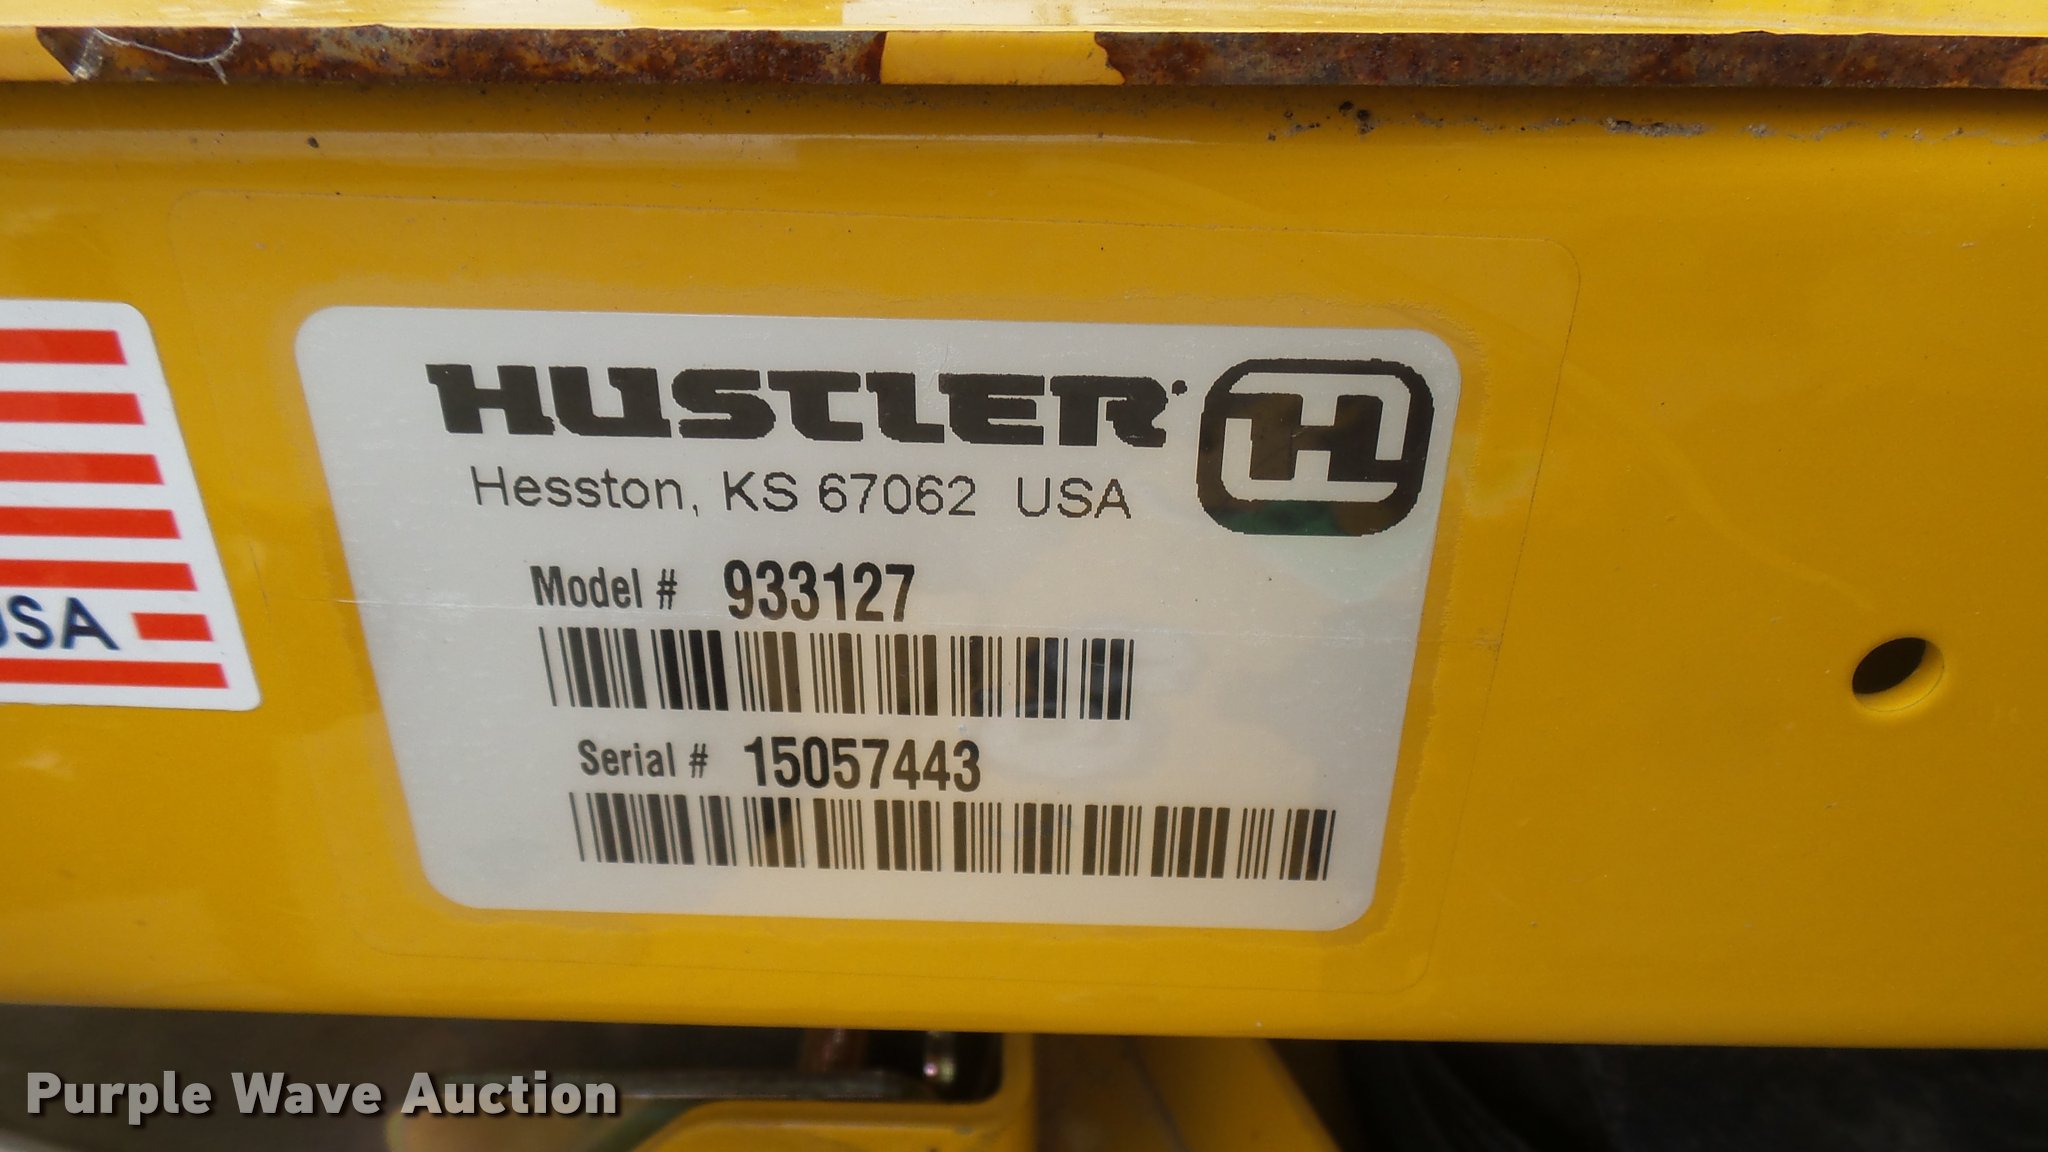 HUSTLER
H
Hesston, KS 67062 USA
Model # 933127
Serial # 15057443
USA
Purple Wave Auction